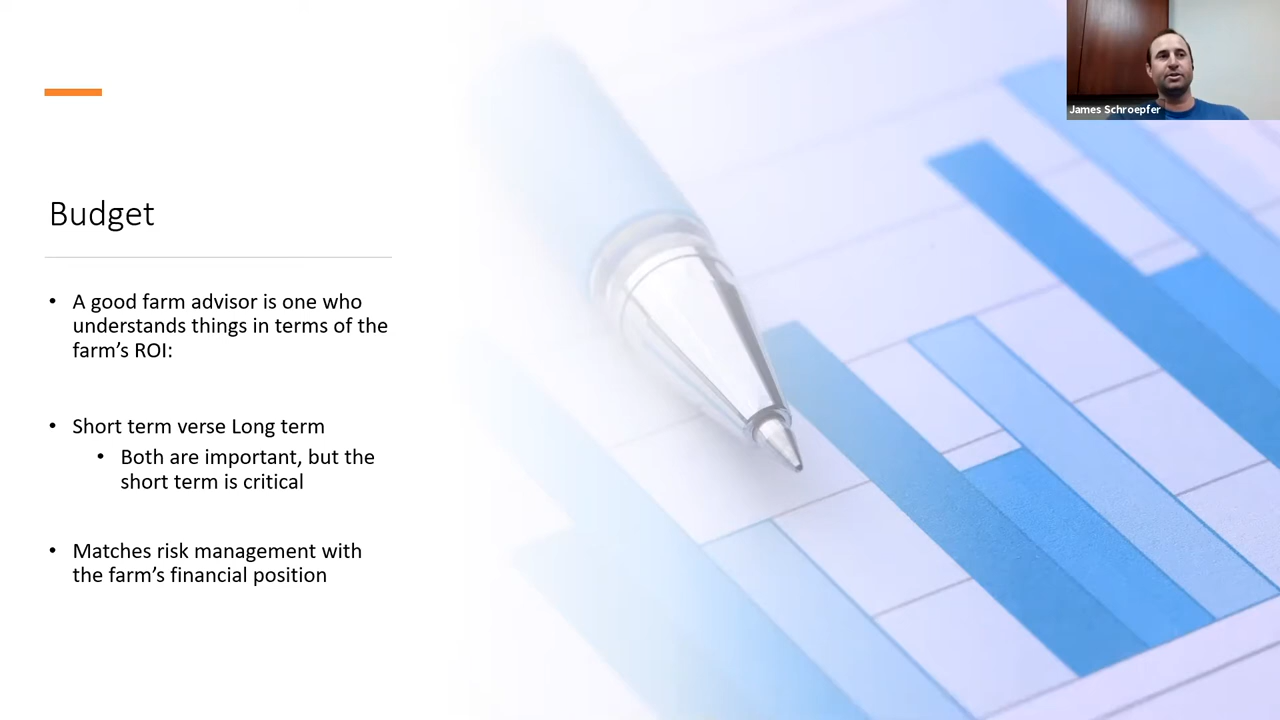 James Schroepfer
Budget
• A good farm advisor is one who
understands things in terms of the
farm’s ROI:
• Short term verse Long term
• Both are important, but the
short term is critical
• Matches risk management with
the farm’s financial position